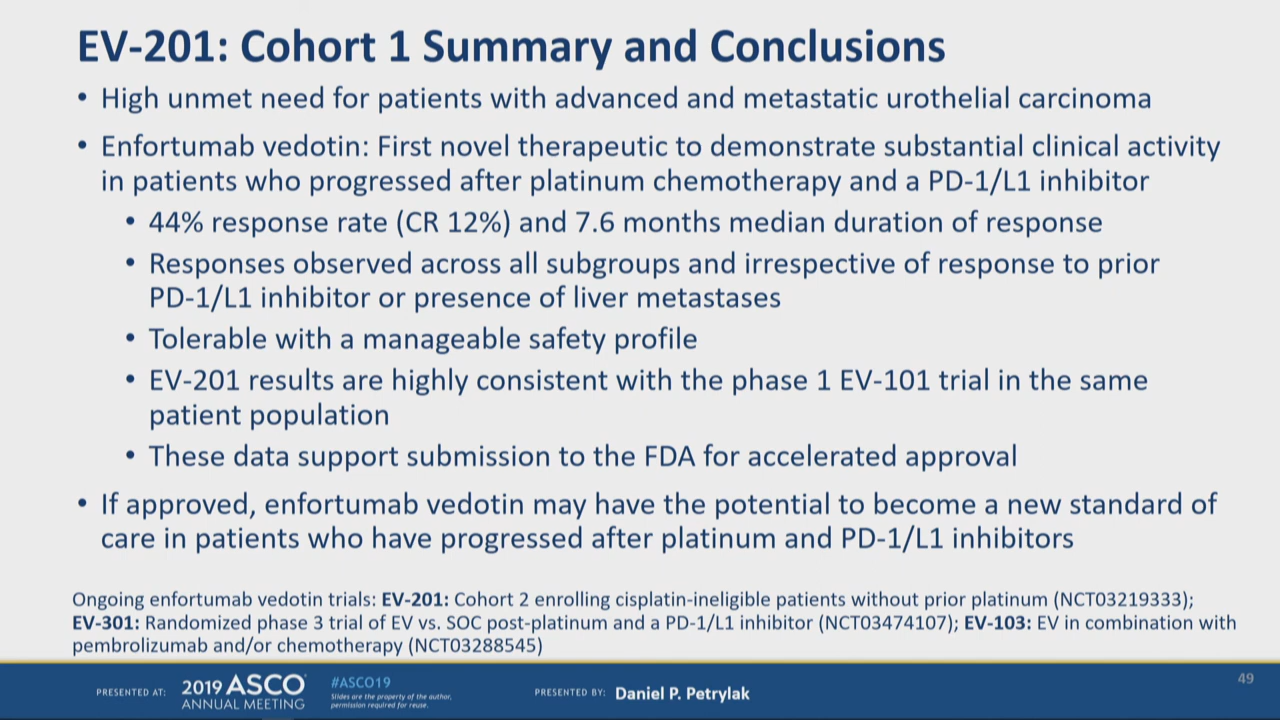 EV-201: Cohort 1 Summary and Conclusions
• High unmet need for patients with advanced and metastatic urothelial carcinoma
• Enfortumab vedotin: First novel therapeutic to demonstrate substantial clinical activity
in patients who progressed after platinum chemotherapy and a PD-1/L1 inhibitor
• 44% response rate (CR 12%) and 7.6 months median duration of response
• Responses observed across all subgroups and irrespective of response to prior
PD-1/L1 inhibitor or presence of liver metastases
• Tolerable with a manageable safety profile
• EV-201 results are highly consistent with the phase 1 EV-101 trial in the same
patient population
• These data support submission to the FDA for accelerated approval
• If approved, enfortumab vedotin may have the potential to become a new standard of
care in patients who have progressed after platinum and PD-1/L1 inhibitors
Ongoing enfortumab vedotin trials: EV-201: Cohort 2 enrolling cisplatin-ineligible patients without prior platinum (NCT03219333);
EV-301: Randomized phase 3 trial of EV vs. SOC post-platinum and a PD-1/L1 inhibitor (NCT03474107); EV-103: EV in combination with
pembrolizumab and/or chemotherapy (NCT03288545)
PRESENTED AT:
2019 ASCO
ANNUAL MEETING
#ASCO19
Slides are the property of the author,
permission required for reuse.
PRESENTED BY: Daniel P. Petrylak
49